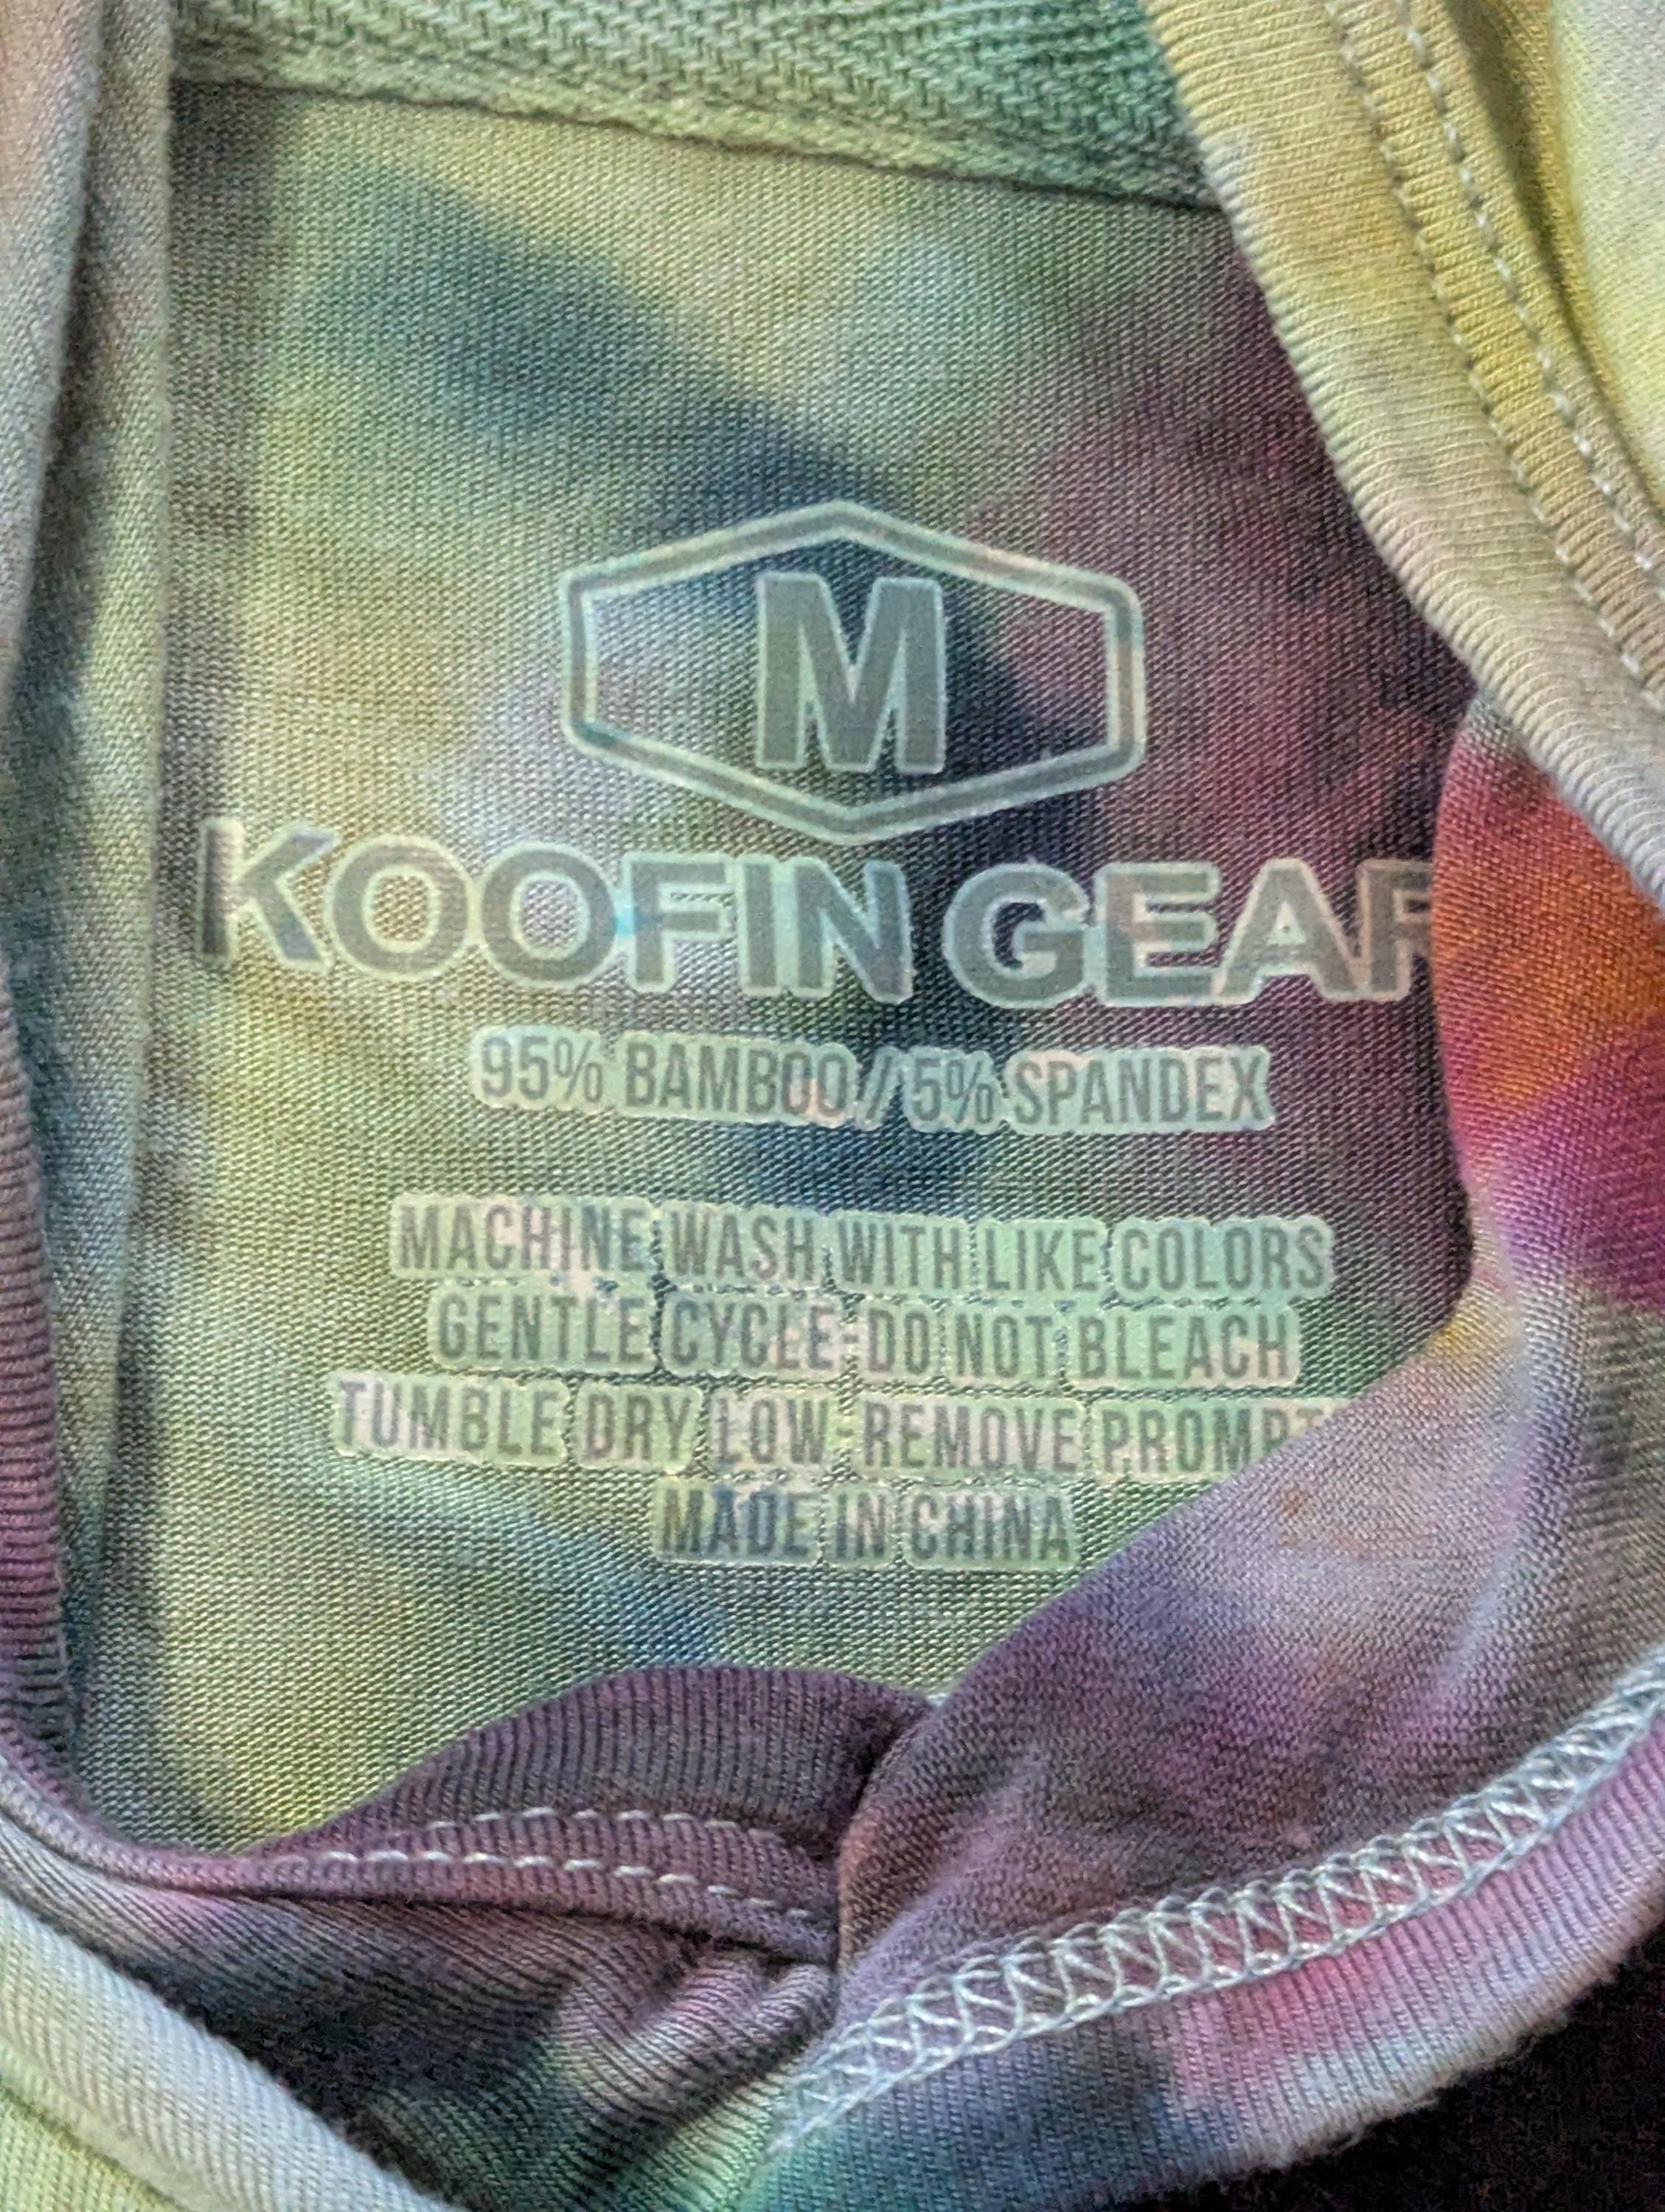 M
KOOFIN GEAR
95% BAMBOO / 5% SPANDEX
MACHINE WASH WITH LIKE COLORS
GENTLE CYCLE-DO NOT BLEACH
TUMBLE DRY LOW-REMOVE
MADE IN CHINA